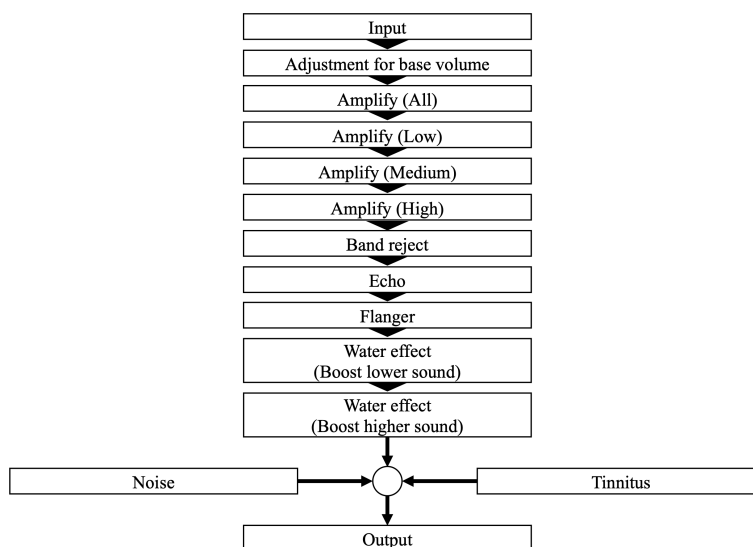 Input
Adjustment for base volume
Amplify (All)
Amplify (Low)
Amplify (Medium)
Amplify (High)
Band reject
Echo
Flanger
Water effect
(Boost lower sound)
Water effect
(Boost higher sound)
Noise
Tinnitus
Output